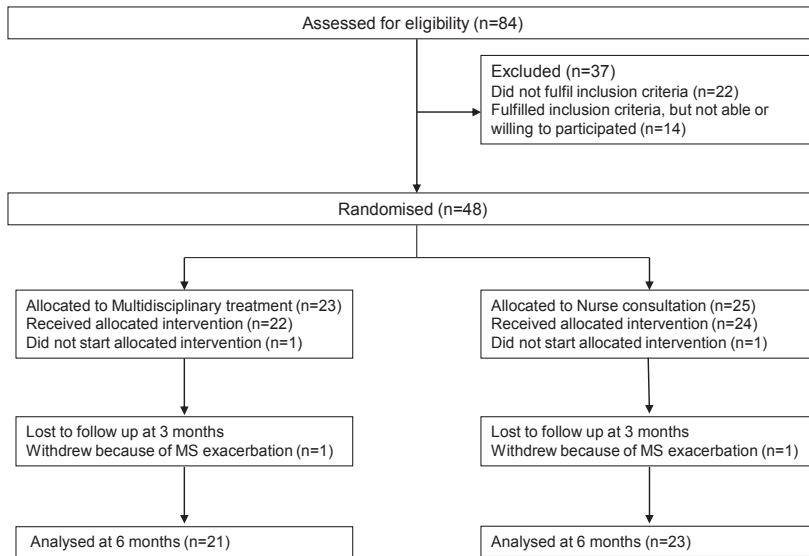 Assessed for eligibility (n=84)
Excluded (n=37)
Did not fulfil inclusion criteria (n=22)
Fulfilled inclusion criteria, but not able or
willing to participated (n=14)
Randomised (n=48)
Allocated to Multidisciplinary treatment (n=23)
Received allocated intervention (n=22)
Did not start allocated intervention (n=1)
Allocated to Nurse consultation (n=25)
Received allocated intervention (n=24)
Did not start allocated intervention (n=1)
Lost to follow up at 3 months
Withdrew because of MS exacerbation (n=1)
Lost to follow up at 3 months
Withdrew because of MS exacerbation (n=1)
Analysed at 6 months (n=21)
Analysed at 6 months (n=23)